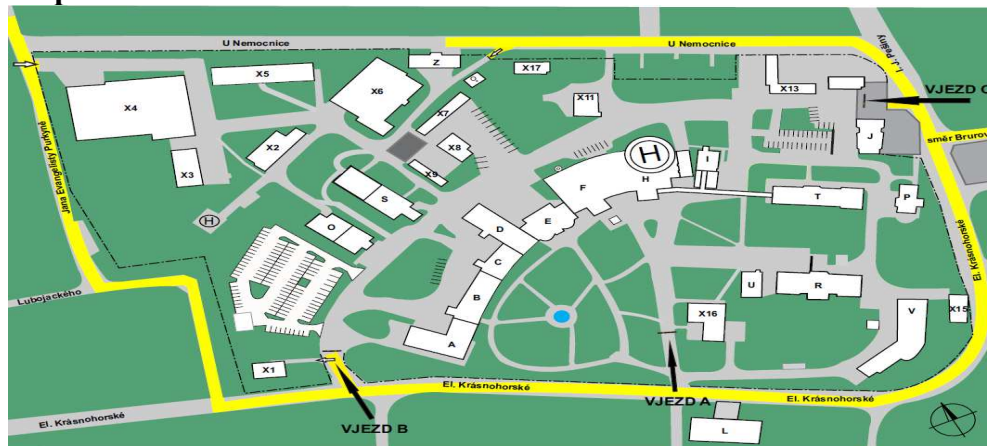 U Nemocnice
U Nemocnice
I. J. Pešiny
VJEZD C
směr Brurov
Jana Evangelisty Purkyně
X4
X5
X6
Z
X17
X11
X13
J
X7
X8
X9
X2
X3
S
O
H
H
F
H
I
T
P
E
D
C
B
A
U
R
V
X15
X16
X1
El. Krásnohorské
Lubojackého
El. Krásnohorské
El. Krásnohorské
El. Krásnohorské
VJEZD B
VJEZD A
L